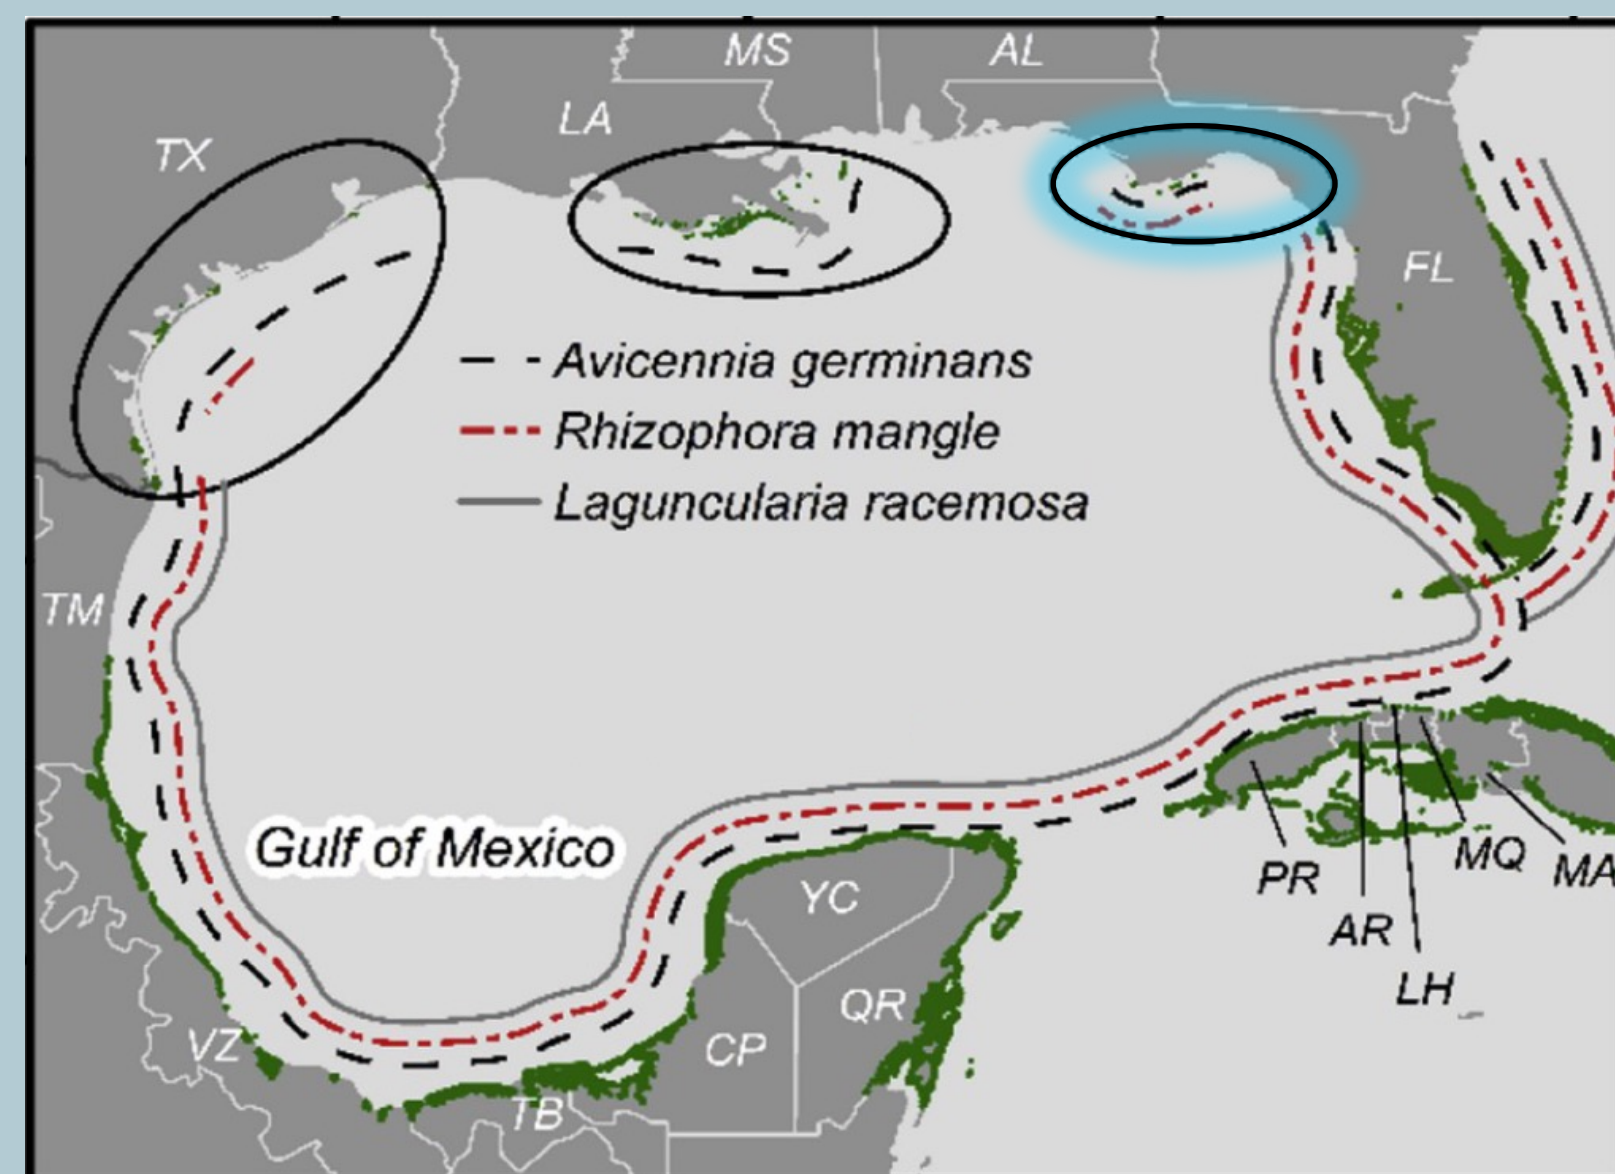 MS
AL
LA
TX
FL
Avicennia germinans
Rhizophora mangle
Laguncularia racemosa
TM
Gulf of Mexico
YC
PR
MQ
MA
AR
LH
QR
VZ
CP
TB